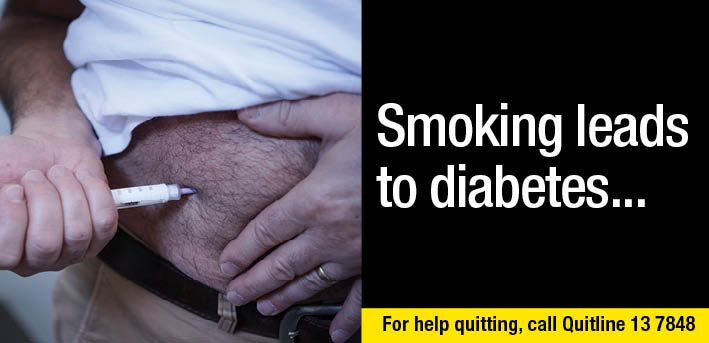 Smoking leads
to diabetes...
For help quitting, call Quitline 13 7848